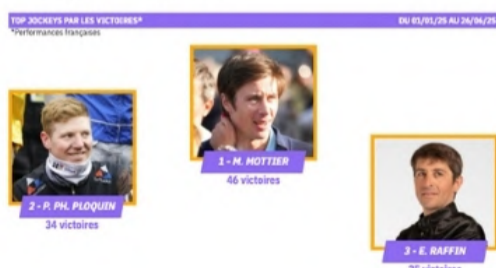 TOP JOCKEYS PAR LES VICTOIRES*
DU 01/01/25 AU 26/06/25
*Performances françaises
1 - M. MOTTIER
46 victoires
2 - P. PH. PLOQUIN
34 victoires
3 - E. RAFFIN
victoires